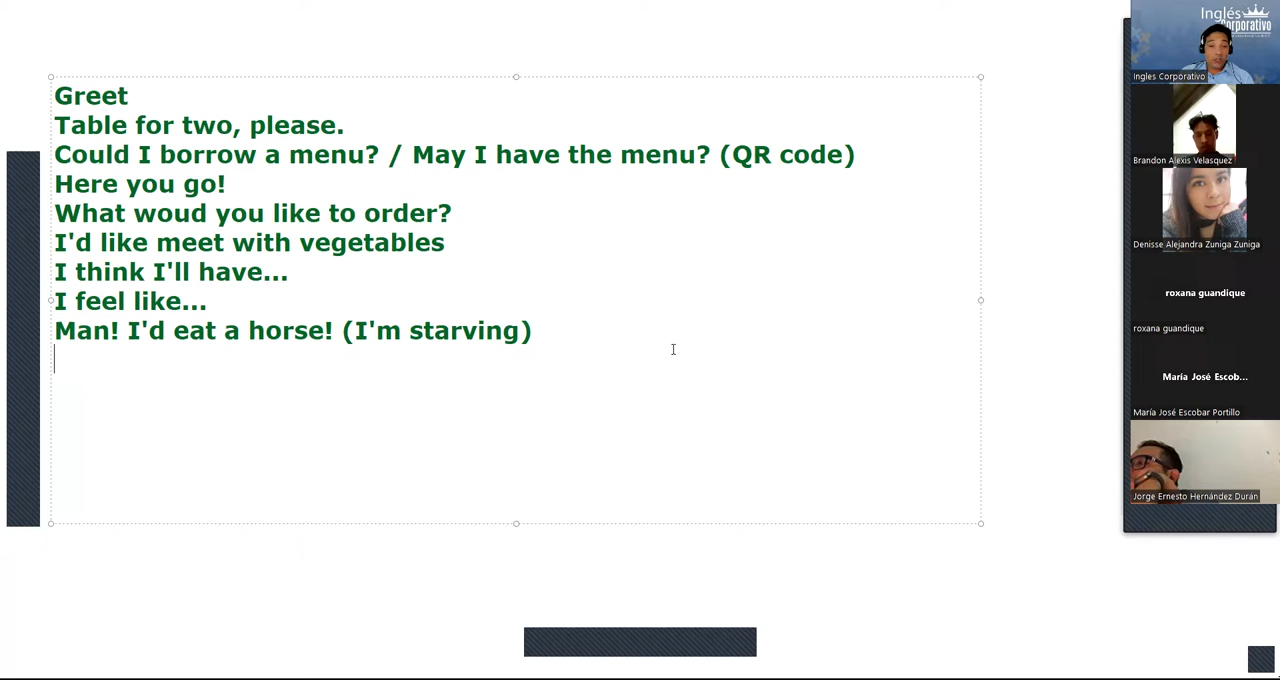 Greet
Table for two, please.
Could I borrow a menu? / May I have the menu? (QR code)
Here you go!
What woud you like to order?
I'd like meet with vegetables
I think I'll have...
I feel like...
Man! I'd eat a horse! (I'm starving)
Inglés
Corporativo
Ingles Corporativo
Brandon Alexis Velasquez
Denisse Alejandra Zuniga Zuniga
roxana guandique
roxana guandique
María José Escob...
María José Escobar Portillo
Jorge Ernesto Hernández Durán